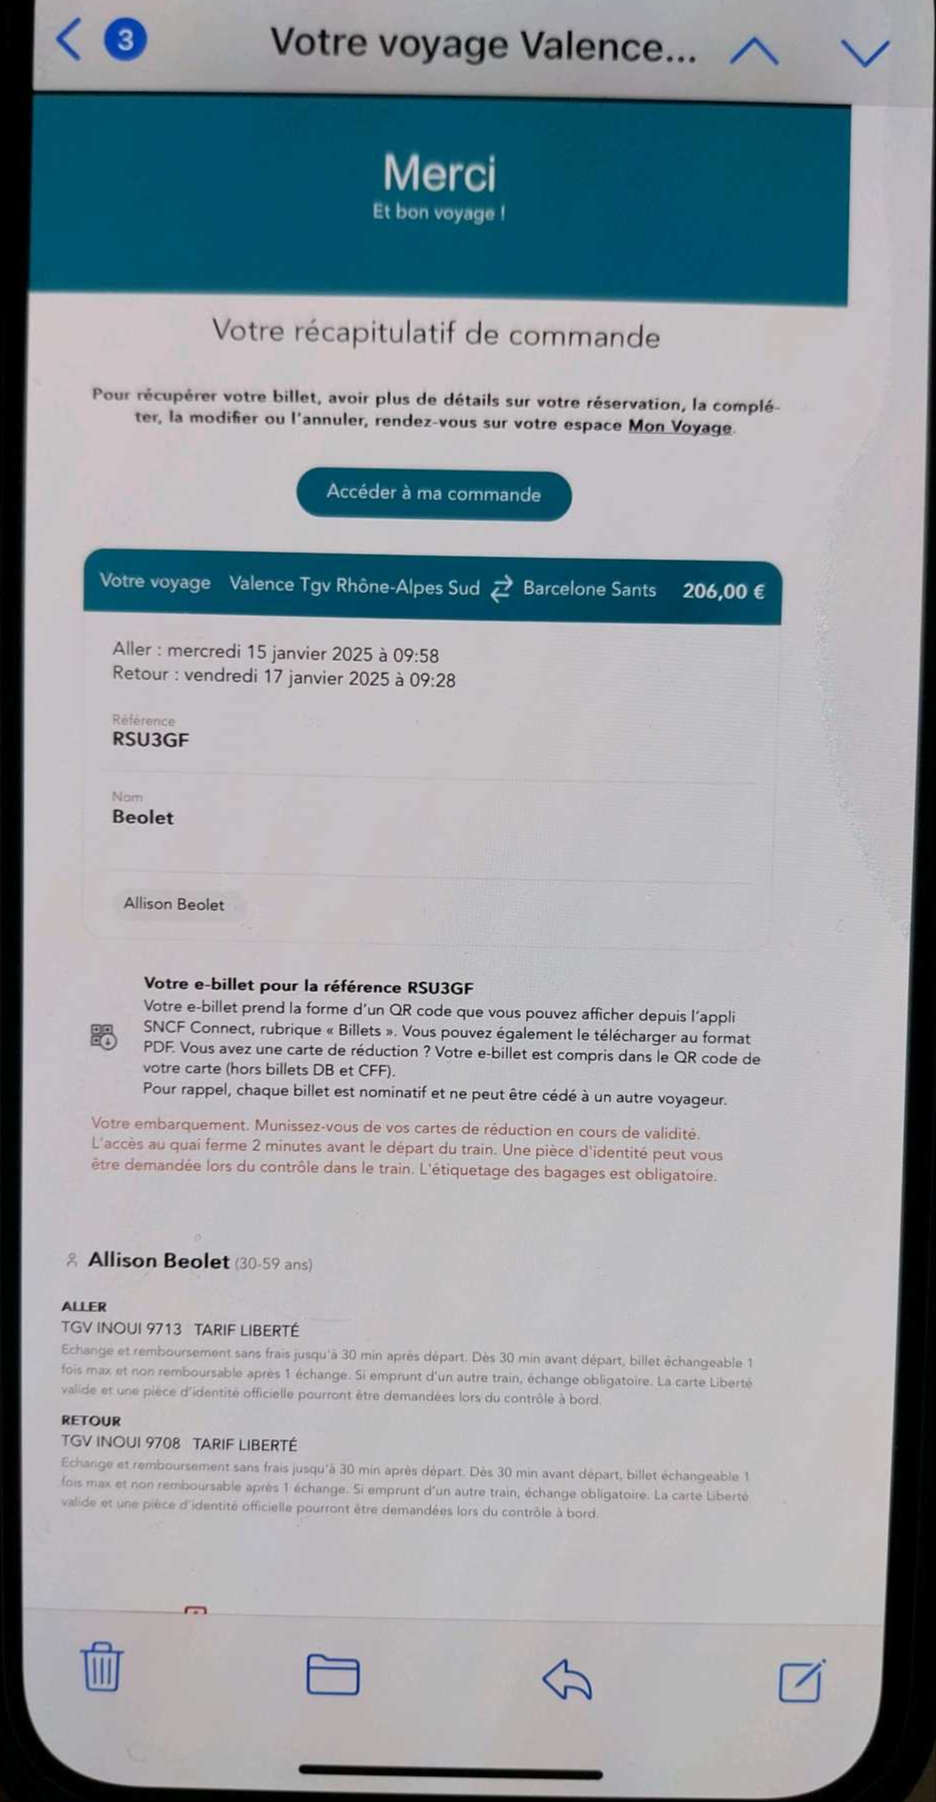 3
Votre voyage Valence...
Merci
Et bon voyage !
Votre récapitulatif de commande
Pour récupérer votre billet, avoir plus de détails sur votre réservation, la complé-
ter, la modifier ou l'annuler, rendez-vous sur votre espace Mon Voyage.
Accéder à ma commande
Votre voyage Valence Tgv Rhône-Alpes Sud ⇄ Barcelone Sants 206,00 €
Aller : mercredi 15 janvier 2025 à 09:58
Retour : vendredi 17 janvier 2025 à 09:28
Référence
RSU3GF
Nom
Beolet
Allison Beolet
Votre e-billet pour la référence RSU3GF
Votre e-billet prend la forme d'un QR code que vous pouvez afficher depuis l'appli
SNCF Connect, rubrique « Billets ». Vous pouvez également le télécharger au format
PDF. Vous avez une carte de réduction ? Votre e-billet est compris dans le QR code de
votre carte (hors billets DB et CFF).
Pour rappel, chaque billet est nominatif et ne peut être cédé à un autre voyageur.
Votre embarquement. Munissez-vous de vos cartes de réduction en cours de validité.
L'accès au quai ferme 2 minutes avant le départ du train. Une pièce d'identité peut vous
être demandée lors du contrôle dans le train. L'étiquetage des bagages est obligatoire.
Allison Beolet (30-59 ans)
ALLER
TGV INOUI 9713 TARIF LIBERTÉ
Echange et remboursement sans frais jusqu'à 30 min après départ. Dès 30 min avant départ, billet échangeable 1
fois max et non remboursable après 1 échange. Si emprunt d'un autre train, échange obligatoire. La carte Liberté
valide et une pièce d'identité officielle pourront être demandées lors du contrôle à bord.
RETOUR
TGV INOUI 9708 TARIF LIBERTÉ
Echange et remboursement sans frais jusqu'à 30 min après départ. Dès 30 min avant départ, billet échangeable 1
fois max et non remboursable après 1 échange. Si emprunt d'un autre train, échange obligatoire. La carte Liberté
valide et une pièce d'identité officielle pourront être demandées lors du contrôle à bord.